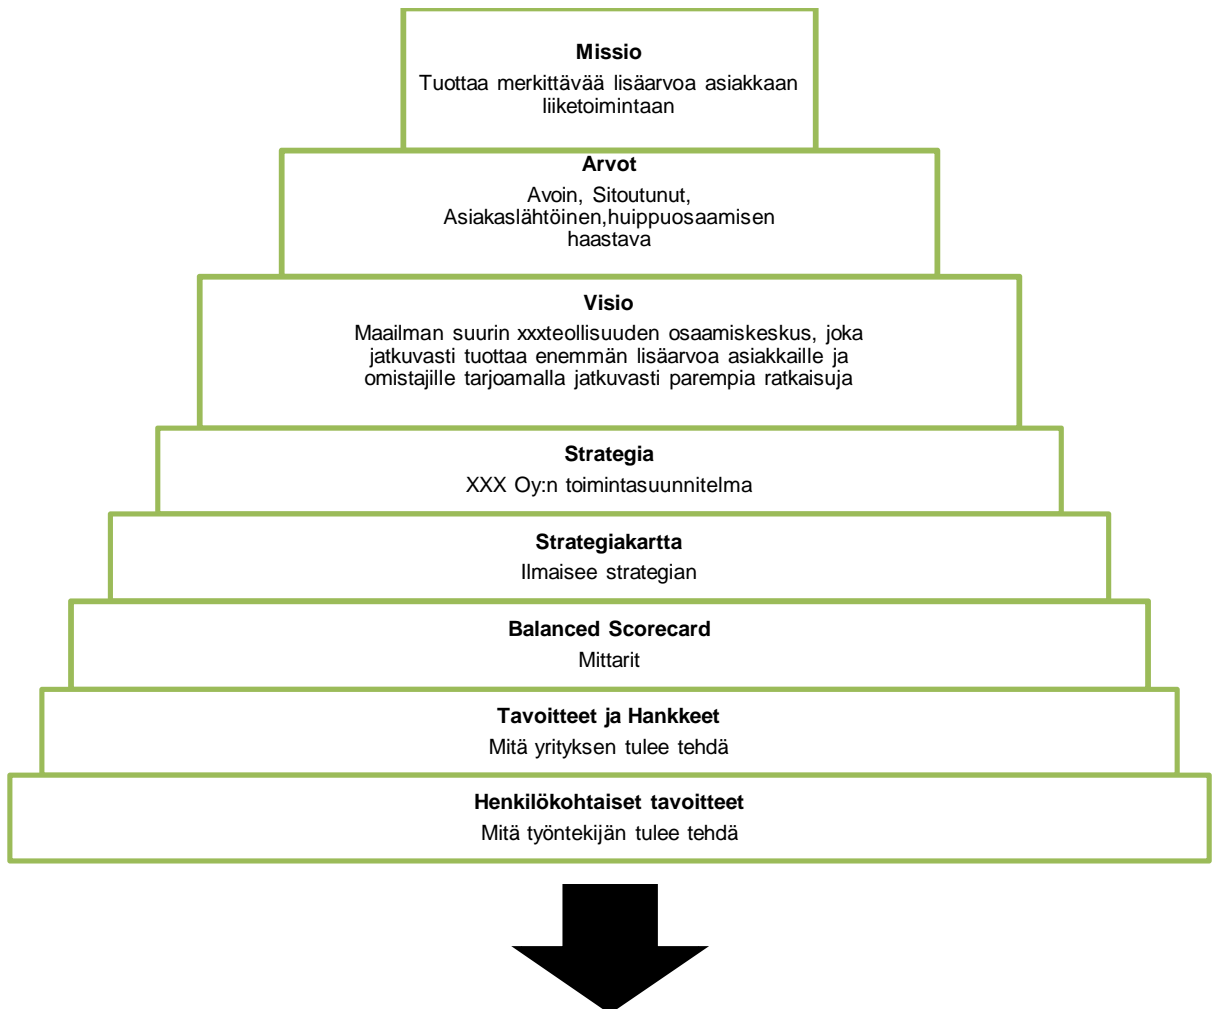 Missio
Tuottaa merkittävää lisäarvoa asiakkaan
liiketoimintaan
Arvot
Avoin, Sitoutunut,
Asiakaslähtöinen,huippuosaamisen
haastava
Visio
Maailman suurin xxxteollisuuden osaamiskeskus, joka
jatkuvasti tuottaa enemmän lisäarvoa asiakkaille ja
omistajille tarjoamalla jatkuvasti parempia ratkaisuja
Strategia
XXX Oy:n toimintasuunnitelma
Strategiakartta
Ilmaisee strategian
Balanced Scorecard
Mittarit
Tavoitteet ja Hankkeet
Mitä yrityksen tulee tehdä
Henkilökohtaiset tavoitteet
Mitä työntekijän tulee tehdä